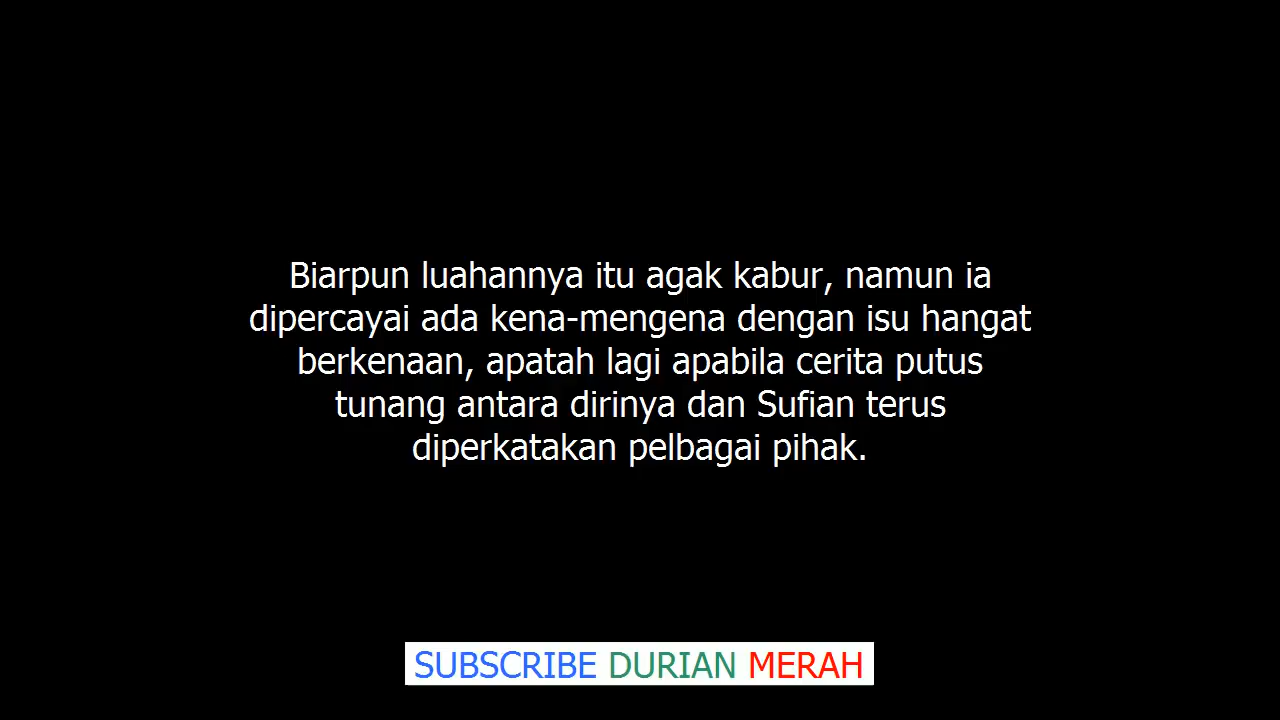 Biarpun luahannya itu agak kabur, namun ia
dipercayai ada kena-mengena dengan isu hangat
berkenaan, apatah lagi apabila cerita putus
tunang antara dirinya dan Sufian terus
diperkatakan pelbagai pihak.
SUBSCRIBE DURIAN MERAH